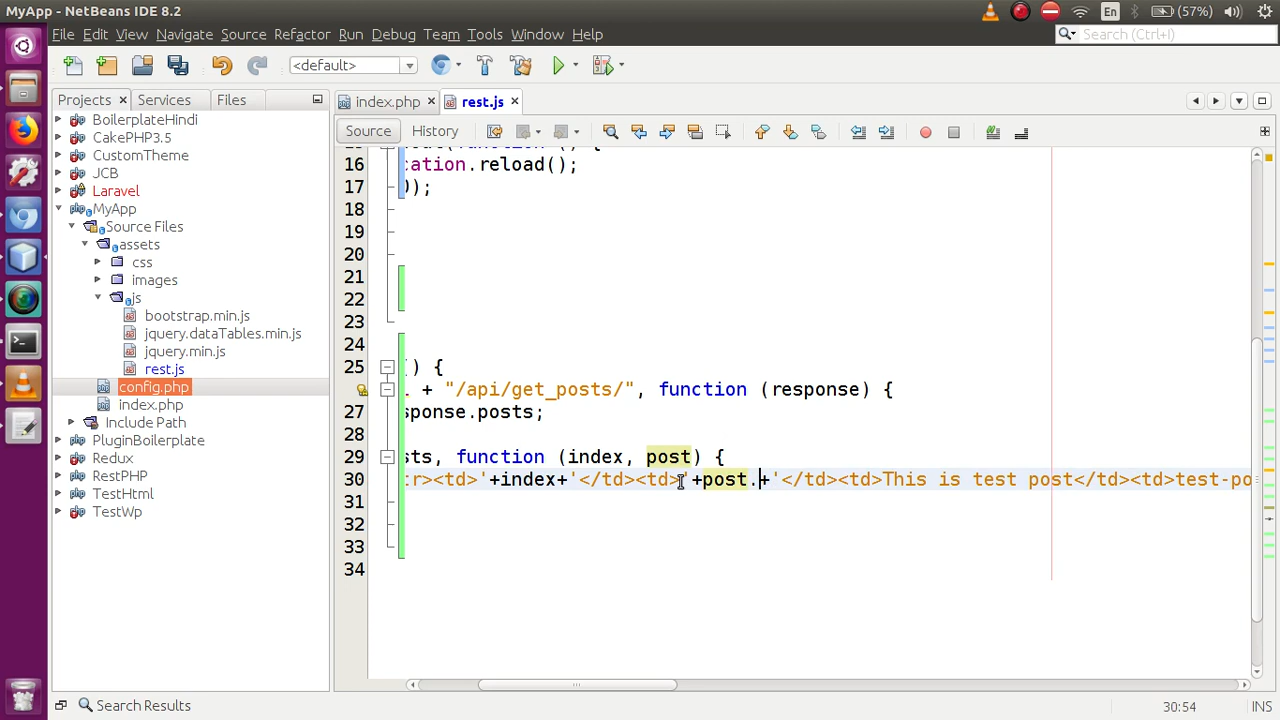 MyApp - NetBeans IDE 8.2
En
(57%)
File Edit View Navigate Source Refactor Run Debug Team Tools Window Help
Search (Ctrl+I)
<default>
Projects
Services
Files
index.php
rest.js
Source
History
BoilerplateHindi
CakePHP3.5
CustomTheme
JCB
Laravel
MyApp
Source Files
assets
css
images
js
bootstrap.min.js
jquery.dataTables.min.js
jquery.min.js
rest.js
config.php
index.php
Include Path
PluginBoilerplate
Redux
RestPHP
TestHtml
TestWp
16 cation.reload();
17 ));
18
19
20
21
22
23
24
25 () {
+ "/api/get_posts/", function (response) {
27 sponse.posts;
28
29 sts, function (index, post) {
30 tr><td>'+index+'</td><td>'+post.+'</td><td>This is test post</td><td>test-po
31
32
33
34
Search Results
30:54
INS